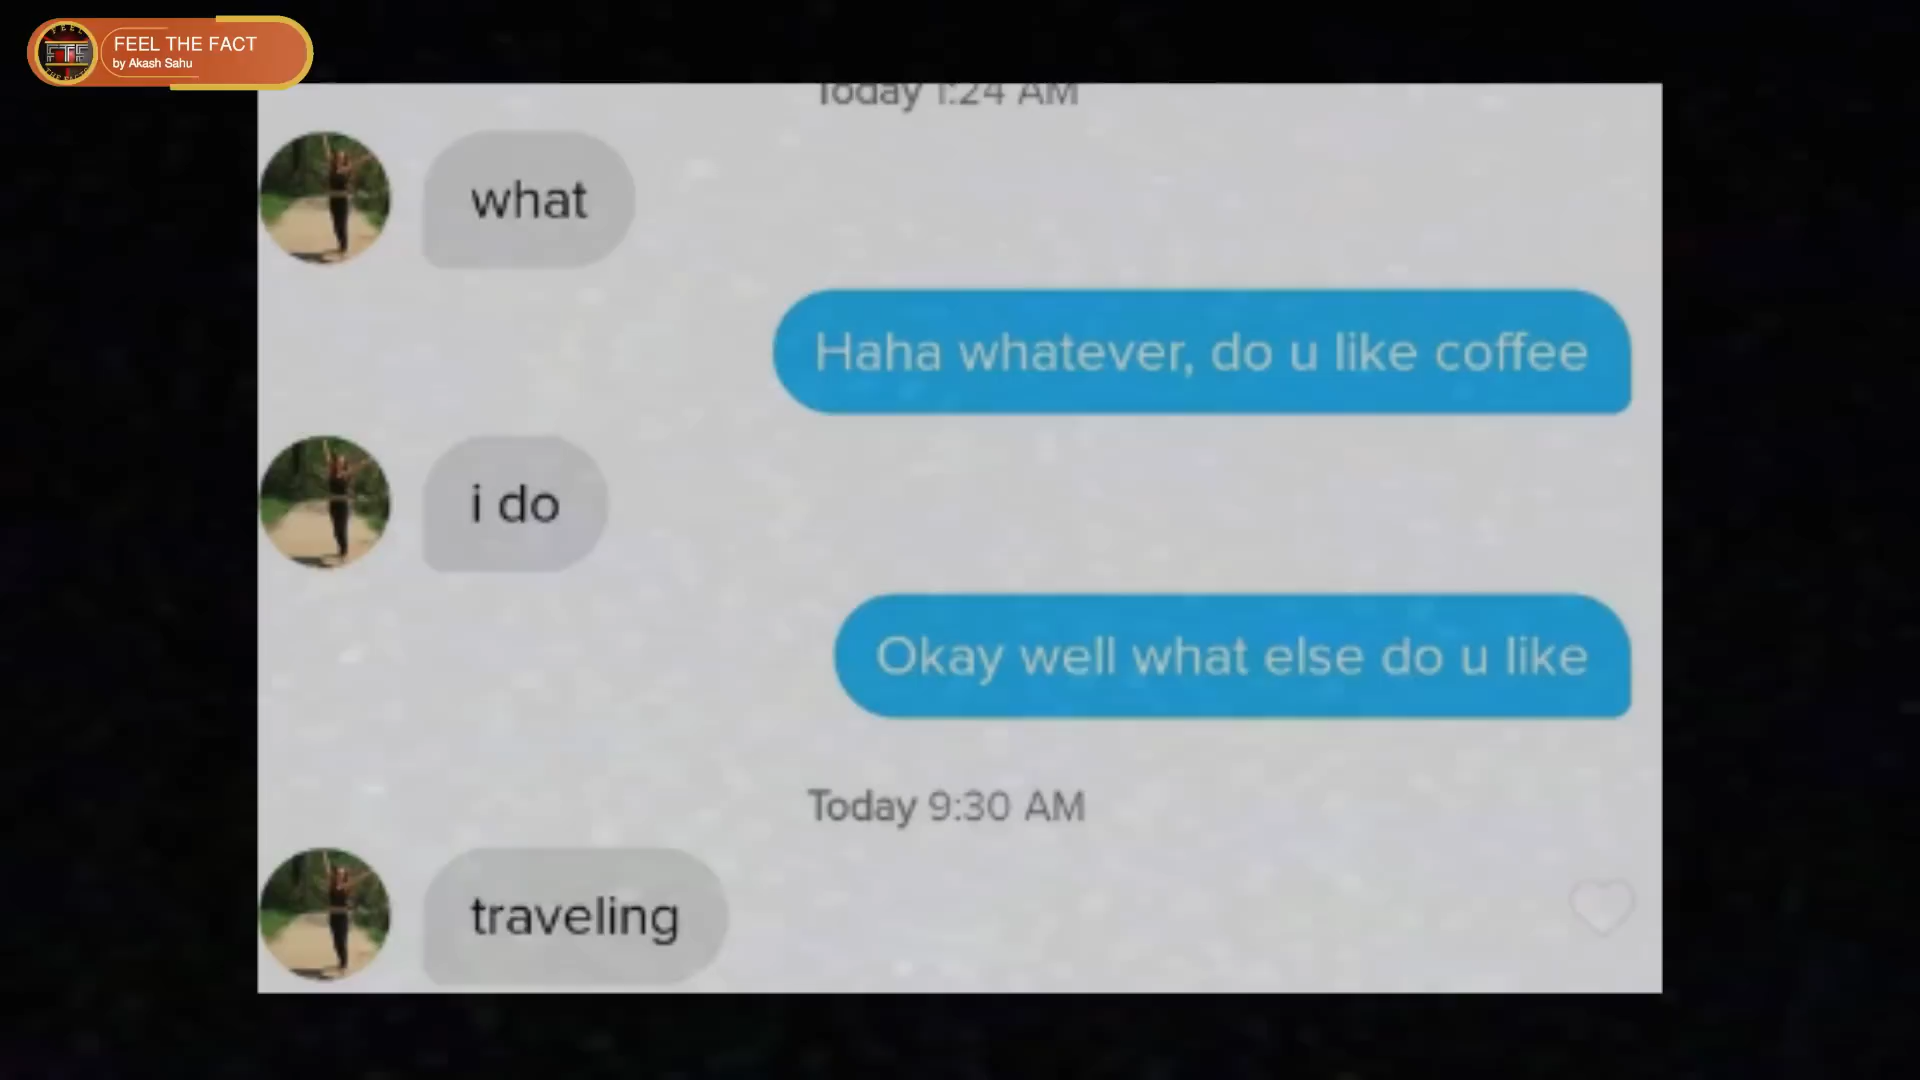 FEEL THE FACT
by Akash Sahu
Today 1:24 AM
what
Haha whatever, do u like coffee
i do
Okay well what else do u like
Today 9:30 AM
traveling